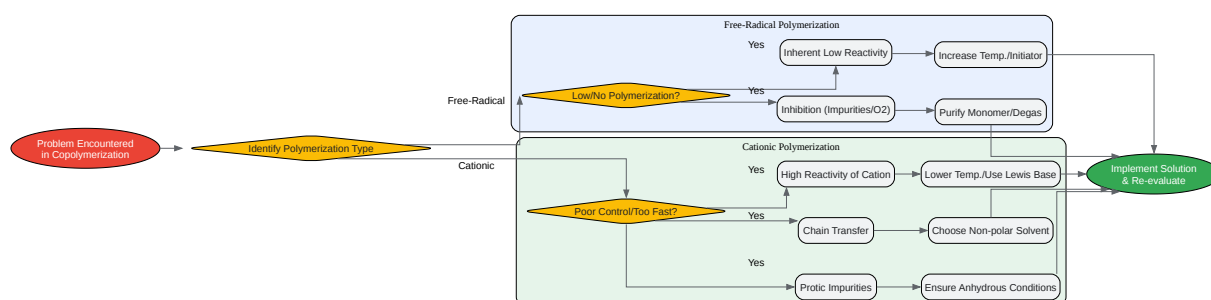 Free-Radical Polymerization
Yes
Inherent Low Reactivity
Increase Temp./Initiator
Low/No Polymerization?
Yes
Free-Radical
Inhibition (Impurities/O2)
Purify Monomer/Degas
Problem Encountered
in Copolymerization
Identify Polymerization Type
Cationic Polymerization
Cationic
Yes
High Reactivity of Cation
Lower Temp./Use Lewis Base
Implement Solution
& Re-evaluate
Poor Control/Too Fast?
Yes
Chain Transfer
Choose Non-polar Solvent
Yes
Protic Impurities
Ensure Anhydrous Conditions